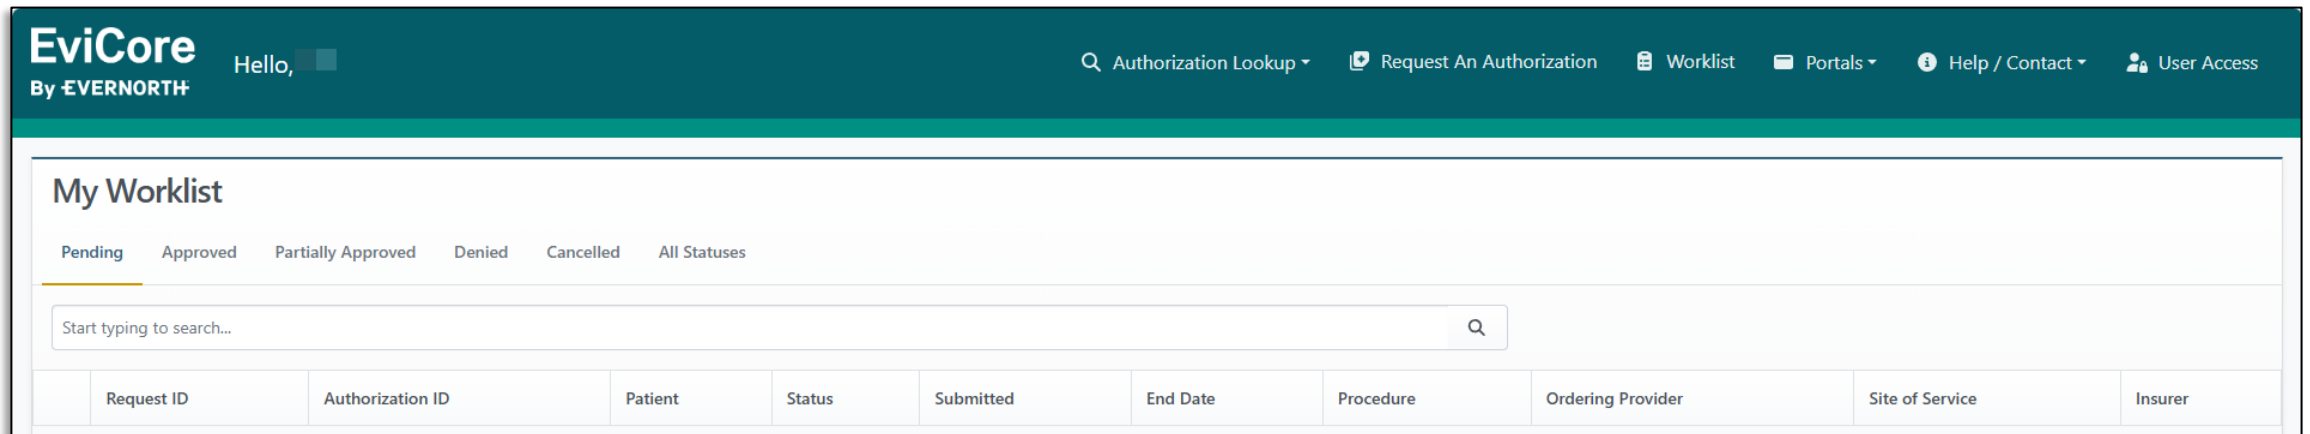 EviCore
By EVERNORTH
Hello,
Authorization Lookup
Request An Authorization
Worklist
Portals
Help / Contact
User Access
My Worklist
Pending Approved Partially Approved Denied Cancelled All Statuses
Start typing to search...
Request ID Authorization ID Patient Status Submitted End Date Procedure Ordering Provider Site of Service Insurer